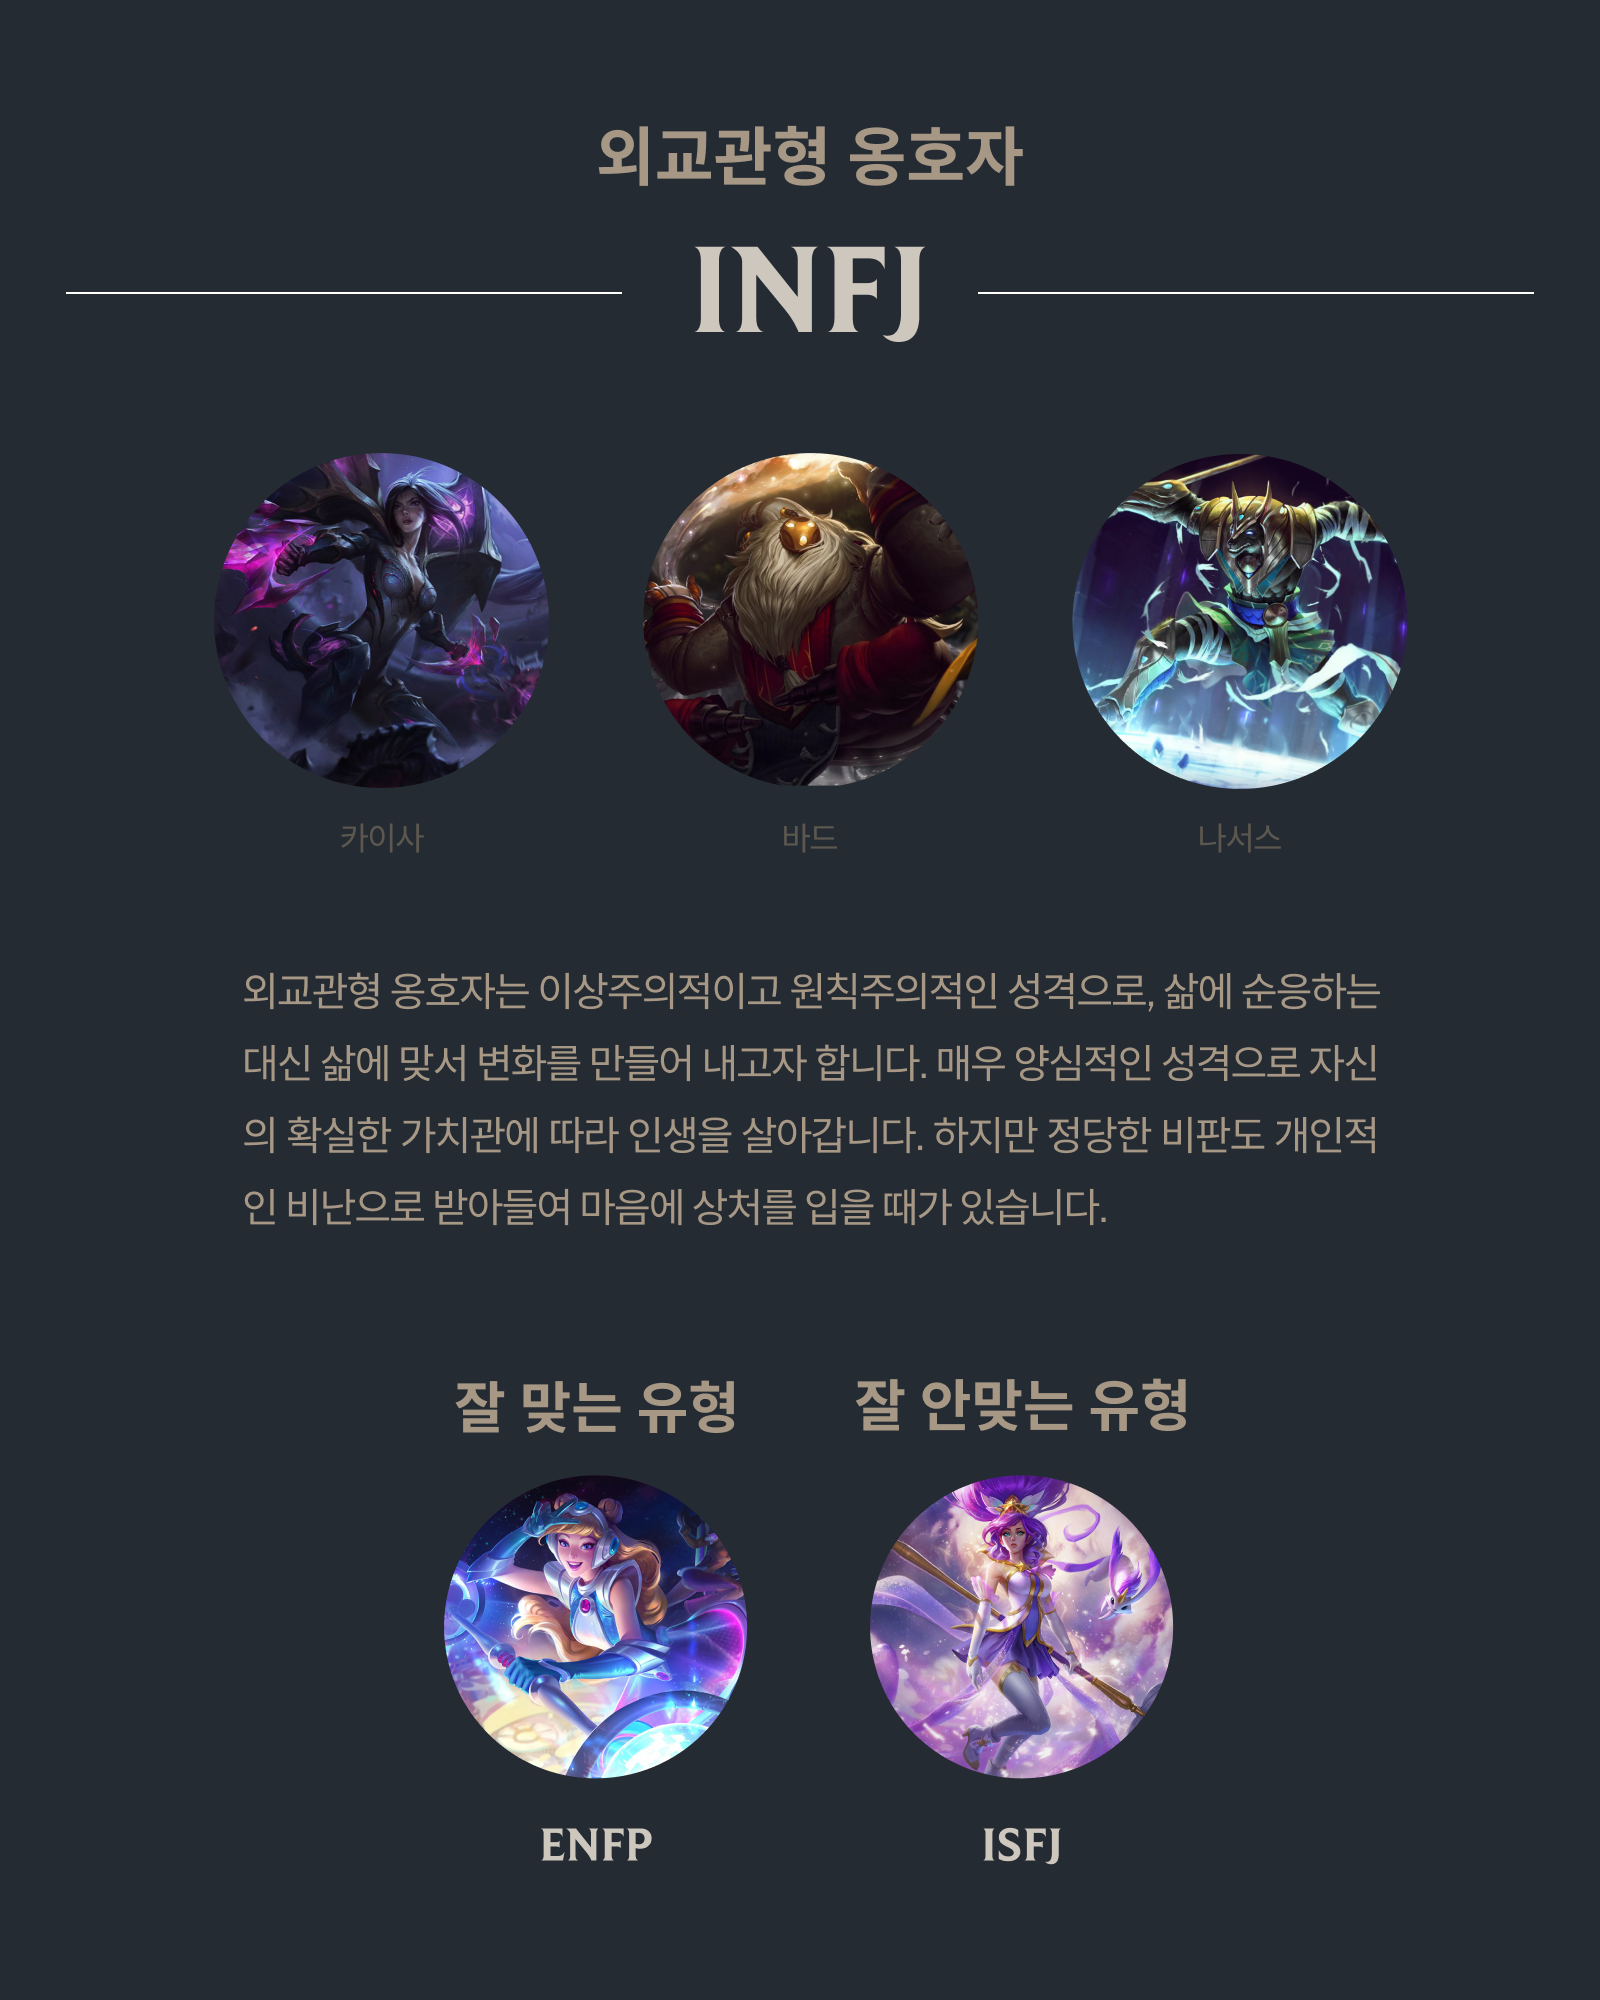 외교관형 옹호자
INFJ
카이사
바드
나서스
외교관형 옹호자는 이상주의적이고 원칙주의적인 성격으로, 삶에 순응하는
대신 삶에 맞서 변화를 만들어 내고자 합니다. 매우 양심적인 성격으로 자신
의 확실한 가치관에 따라 인생을 살아갑니다. 하지만 정당한 비판도 개인적
인 비난으로 받아들여 마음에 상처를 입을 때가 있습니다.
잘 맞는 유형
잘 안맞는 유형
ENFP
ISFJ